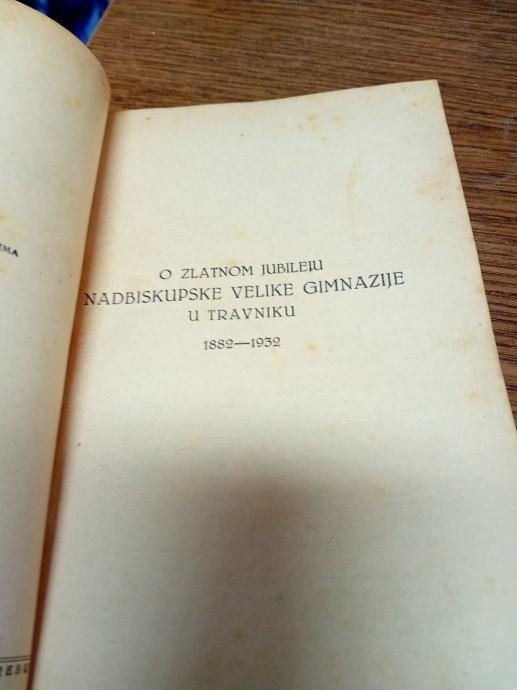 O ZLATNOM JUBILEJU
NADBISKUPSKE VELIKE GIMNAZIJE
U TRAVNIKU
1882—1932